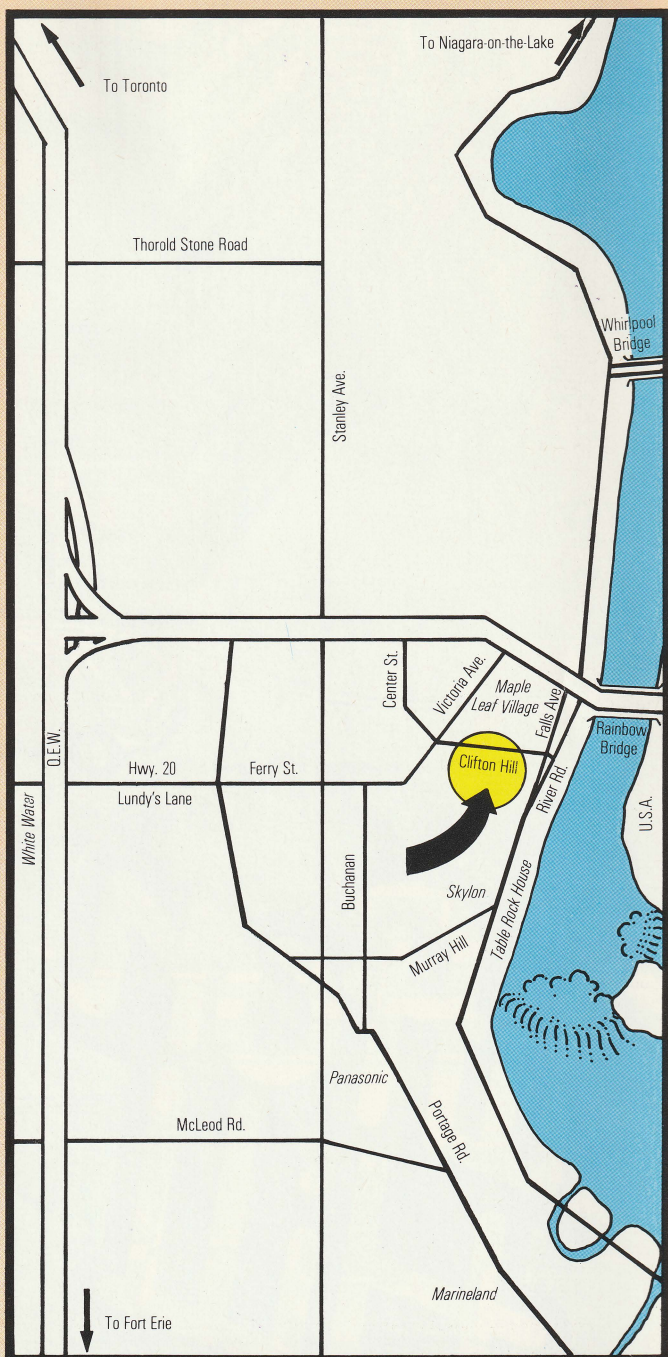 To Toronto
To Niagara-on-the-Lake
Thorold Stone Road
Whirlpool
Bridge
Stanley Ave.
Center St.
Victoria Ave.
Maple
Leaf Village
Falls Ave.
Rainbow
Bridge
Q.E.W.
Hwy. 20
Ferry St.
Clifton Hill
River Rd.
U.S.A.
Lundy's Lane
White Water
Buchanan
Skylon
Table Rock House
Murray Hill
Panasonic
Portage Rd.
McLeod Rd.
Marineland
To Fort Erie